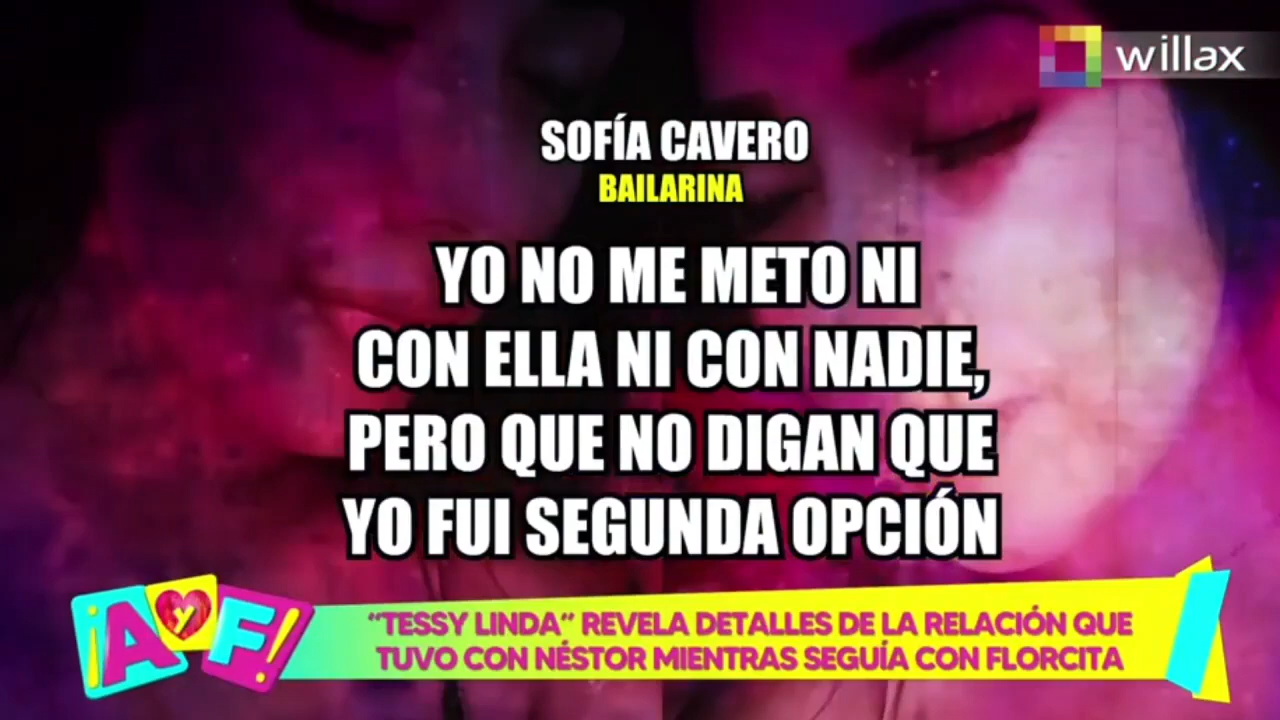 willax
SOFÍA CAVERO
BAILARINA
YO NO ME METO NI
CON ELLA NI CON NADIE,
PERO QUE NO DIGAN QUE
YO FUI SEGUNDA OPCIÓN
¡A y F!
“TESSY LINDA” REVELA DETALLES DE LA RELACIÓN QUE
TUVO CON NÉSTOR MIENTRAS SEGUÍA CON FLORCITA